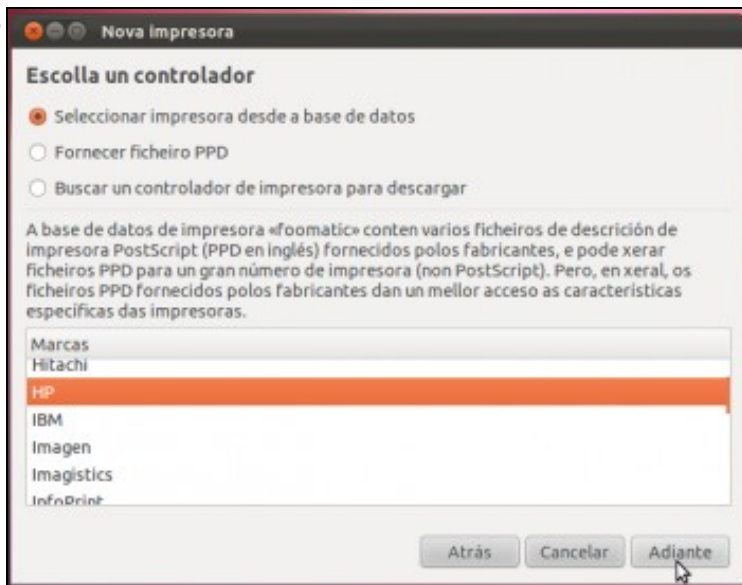 Nova impresora
Escolla un controlador
Seleccionar impresora desde a base de datos
Fornecer ficheiro PPD
Buscar un controlador de impresora para descargar
A base de datos de impresora «foomatic» conten varios ficheiros de descrición de
impresora PostScript (PPD en inglés) fornecidos polos fabricantes, e pode xerar
ficheiros PPD para un gran número de impresora (non PostScript). Pero, en xeral, os
ficheiros PPD fornecidos polos fabricantes dan un mellor acceso as características
específicas das impresoras.
Marcas
Hitachi
HP
IBM
Imagen
Imagistics
InfoPrint
Atrás Cancelar Adiante